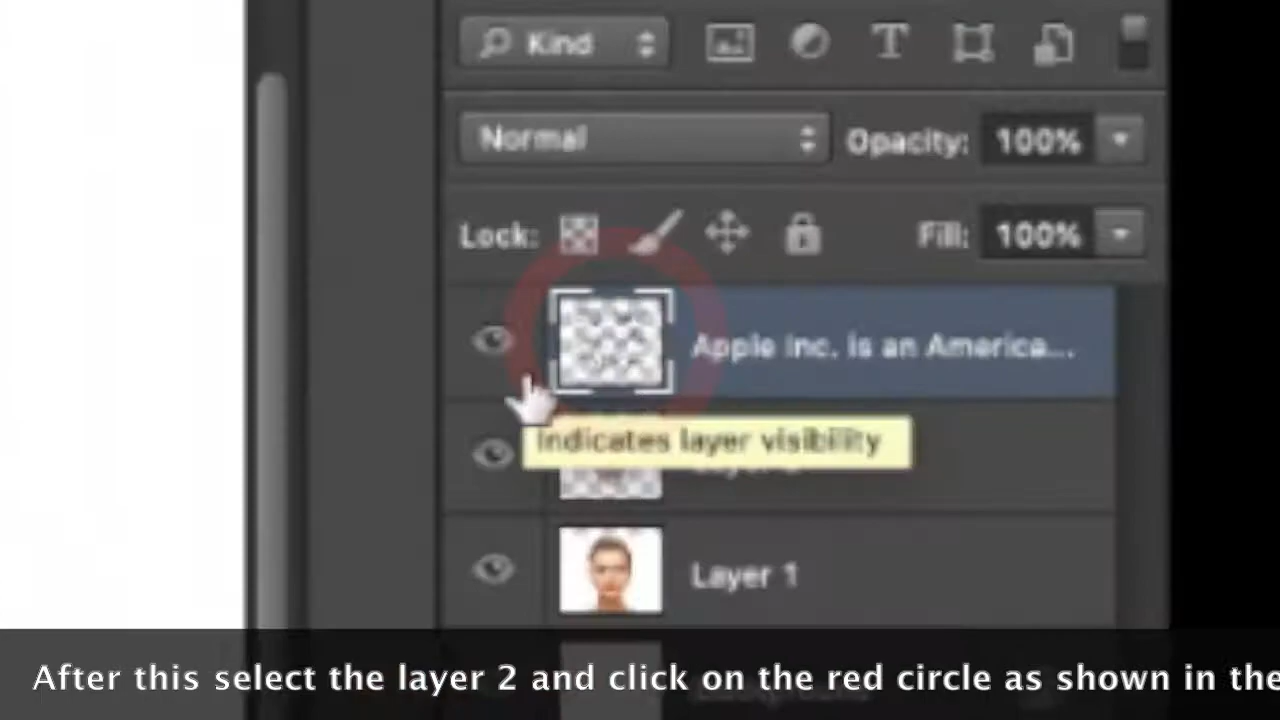 Kind
Normal
Opacity: 100%
Lock:
Fill: 100%
Apple Inc. is an America...
Indicates layer visibility
Layer 1
After this select the layer 2 and click on the red circle as shown in the